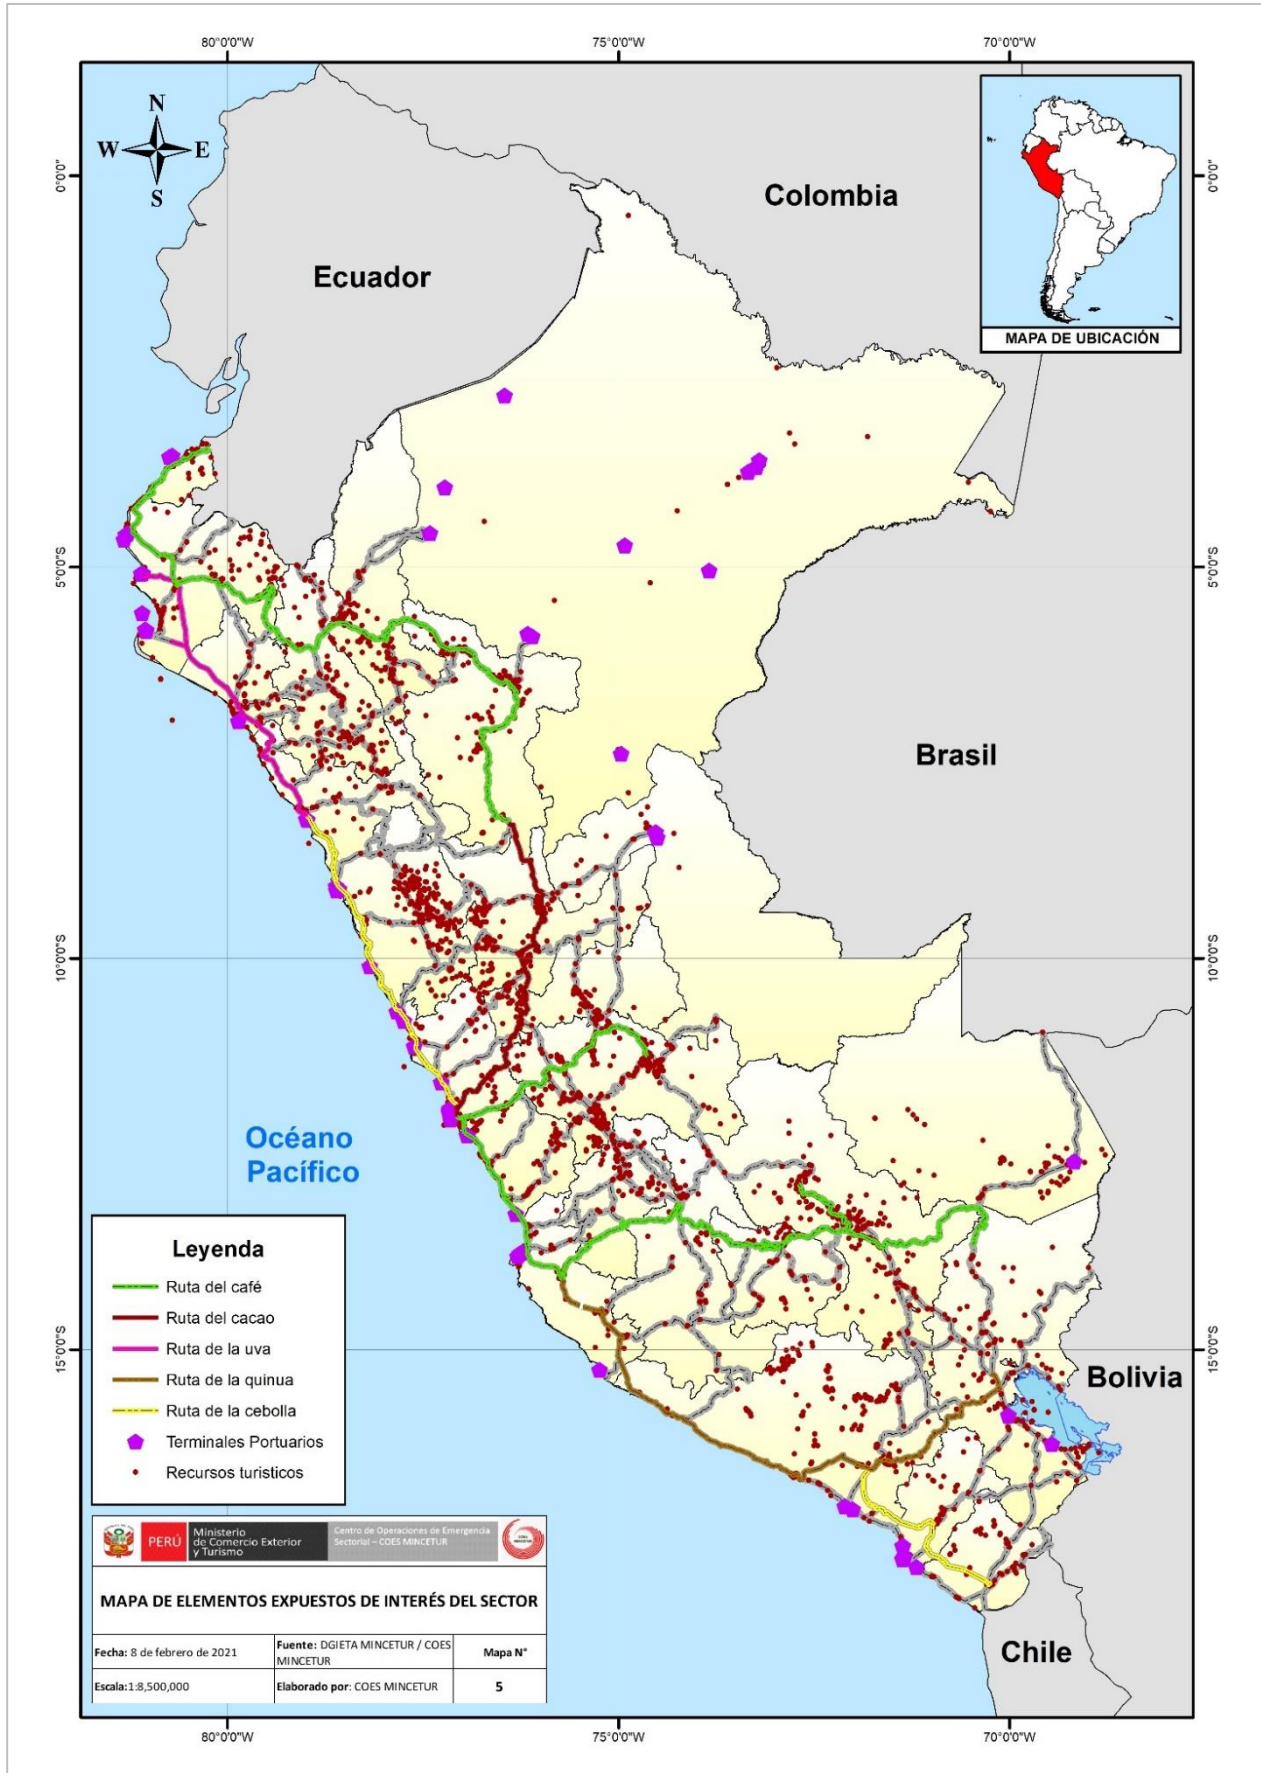 80°0'0"W
75°0'0"W
70°0'0"W
N
W E
S
0°0'0"
0°0'0"
Colombia
Ecuador
MAPA DE UBICACIÓN
5°0'0"S
5°0'0"S
Brasil
10°0'0"S
10°0'0"S
Océano
Pacífico
Leyenda
Ruta del café
Ruta del cacao
Ruta de la uva
Ruta de la quinua
Ruta de la cebolla
Terminales Portuarios
Recursos turisticos
15°0'0"S
15°0'0"S
Bolivia
Chile
PERÚ
Ministerio
de Comercio Exterior
y Turismo
Centro de Operaciones de Emergencia
Sectorial – COES MINCETUR
MAPA DE ELEMENTOS EXPUESTOS DE INTERÉS DEL SECTOR
Fecha: 8 de febrero de 2021
Fuente: DGIETA MINCETUR / COES
MINCETUR
Mapa N°
Escala:1:8,500,000
Elaborado por: COES MINCETUR
5
80°0'0"W
75°0'0"W
70°0'0"W